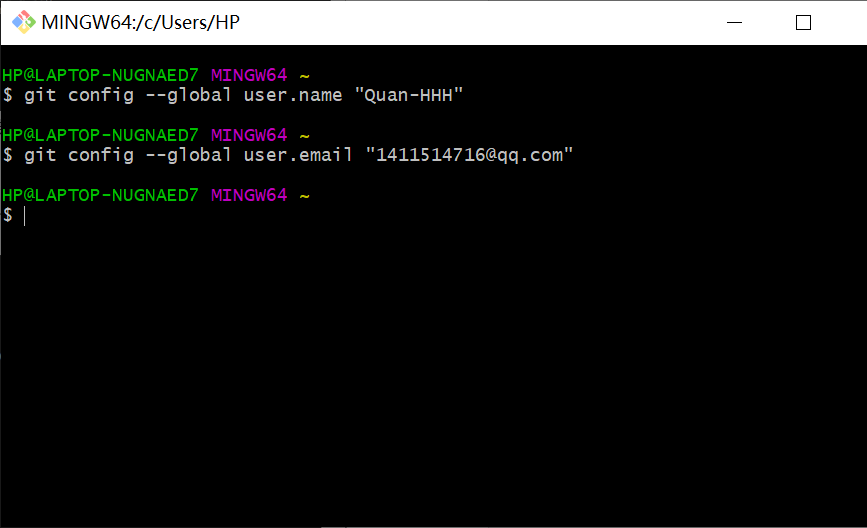 MINGW64:/c/Users/HP
HP@LAPTOP-NUGNAED7 MINGW64 ~
$ git config --global user.name "Quan-HHH"
HP@LAPTOP-NUGNAED7 MINGW64 ~
$ git config --global user.email "1411514716@qq.com"
HP@LAPTOP-NUGNAED7 MINGW64 ~
$